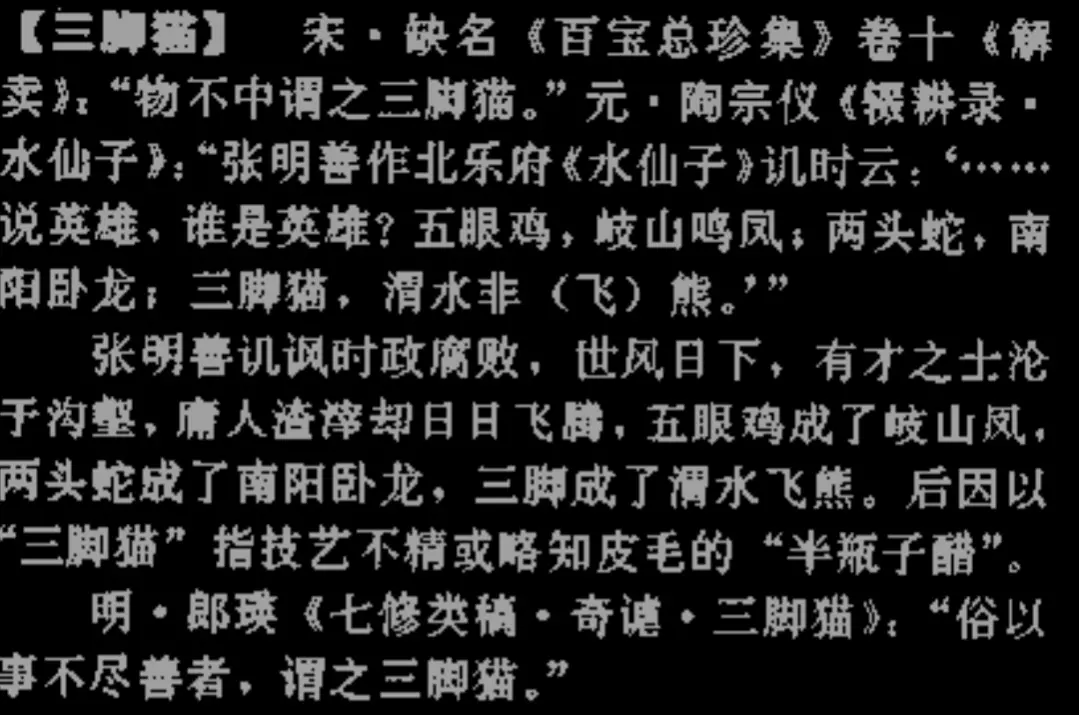 【三脚猫】 宋·缺名《百宝总珍集》卷十《解
卖》：“物不中谓之三脚猫。”元·陶宗仪《辍耕录·
水仙子》：“张明善作北乐府《水仙子》讥时云：‘……
说英雄，谁是英雄？五眼鸡，岐山鸣凤；两头蛇，南
阳卧龙；三脚猫，渭水非（飞）熊。’”
张明善讥讽时政腐败，世风日下，有才之士沦
于沟壑，庸人渣滓却日日飞腾，五眼鸡成了岐山凤，
两头蛇成了南阳卧龙，三脚成了渭水飞熊。后因以
“三脚猫”指技艺不精或略知皮毛的“半瓶子醋”。
明·郎瑛《七修类稿·奇谑·三脚猫》：“俗以
事不尽善者，谓之三脚猫。”